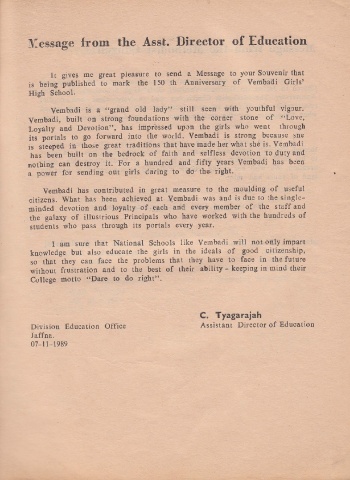 Message from the Asst. Director of Education
It gives me great pleasure to send a Message to your Souvenir that
is being published to mark the 150 th Anniversary of Vembadi Girls'
High School.
Vembadi is a "grand old lady" still seen with youthful vigour.
Vembadi, built on strong foundations with the corner stone of "Love,
Loyalty and Devotion", has impressed upon the girls who went through
its portals to go forward into the world. Vembadi is strong because she
is steeped in those great traditions that have made her what she is. Vembadi
has been built on the bedrock of faith and selfless devotion to duty and
nothing can destroy it. For a hundred and fifty years Vembadi has been
a power for sending out girls daring to do the right.
Vembadi has contributed in great measure to the moulding of useful
citizens. What has been achieved at Vembadi was and is due to the single-
minded devotion and loyalty of each and every member of the staff and
the galaxy of illustrious Principals who have worked with the hundreds of
students who pass through its portals every year.
I am sure that National Schools like Vembadi will not only impart
knowledge but also educate the girls in the ideals of good citizenship,
so that they can face the problems that they have to face in the future
without frustration and to the best of their ability - keeping in mind their
College motto "Dare to do right".
C. Tyagarajah
Division Education Office
Assistant Director of Education
Jaffna.
07-11-1989